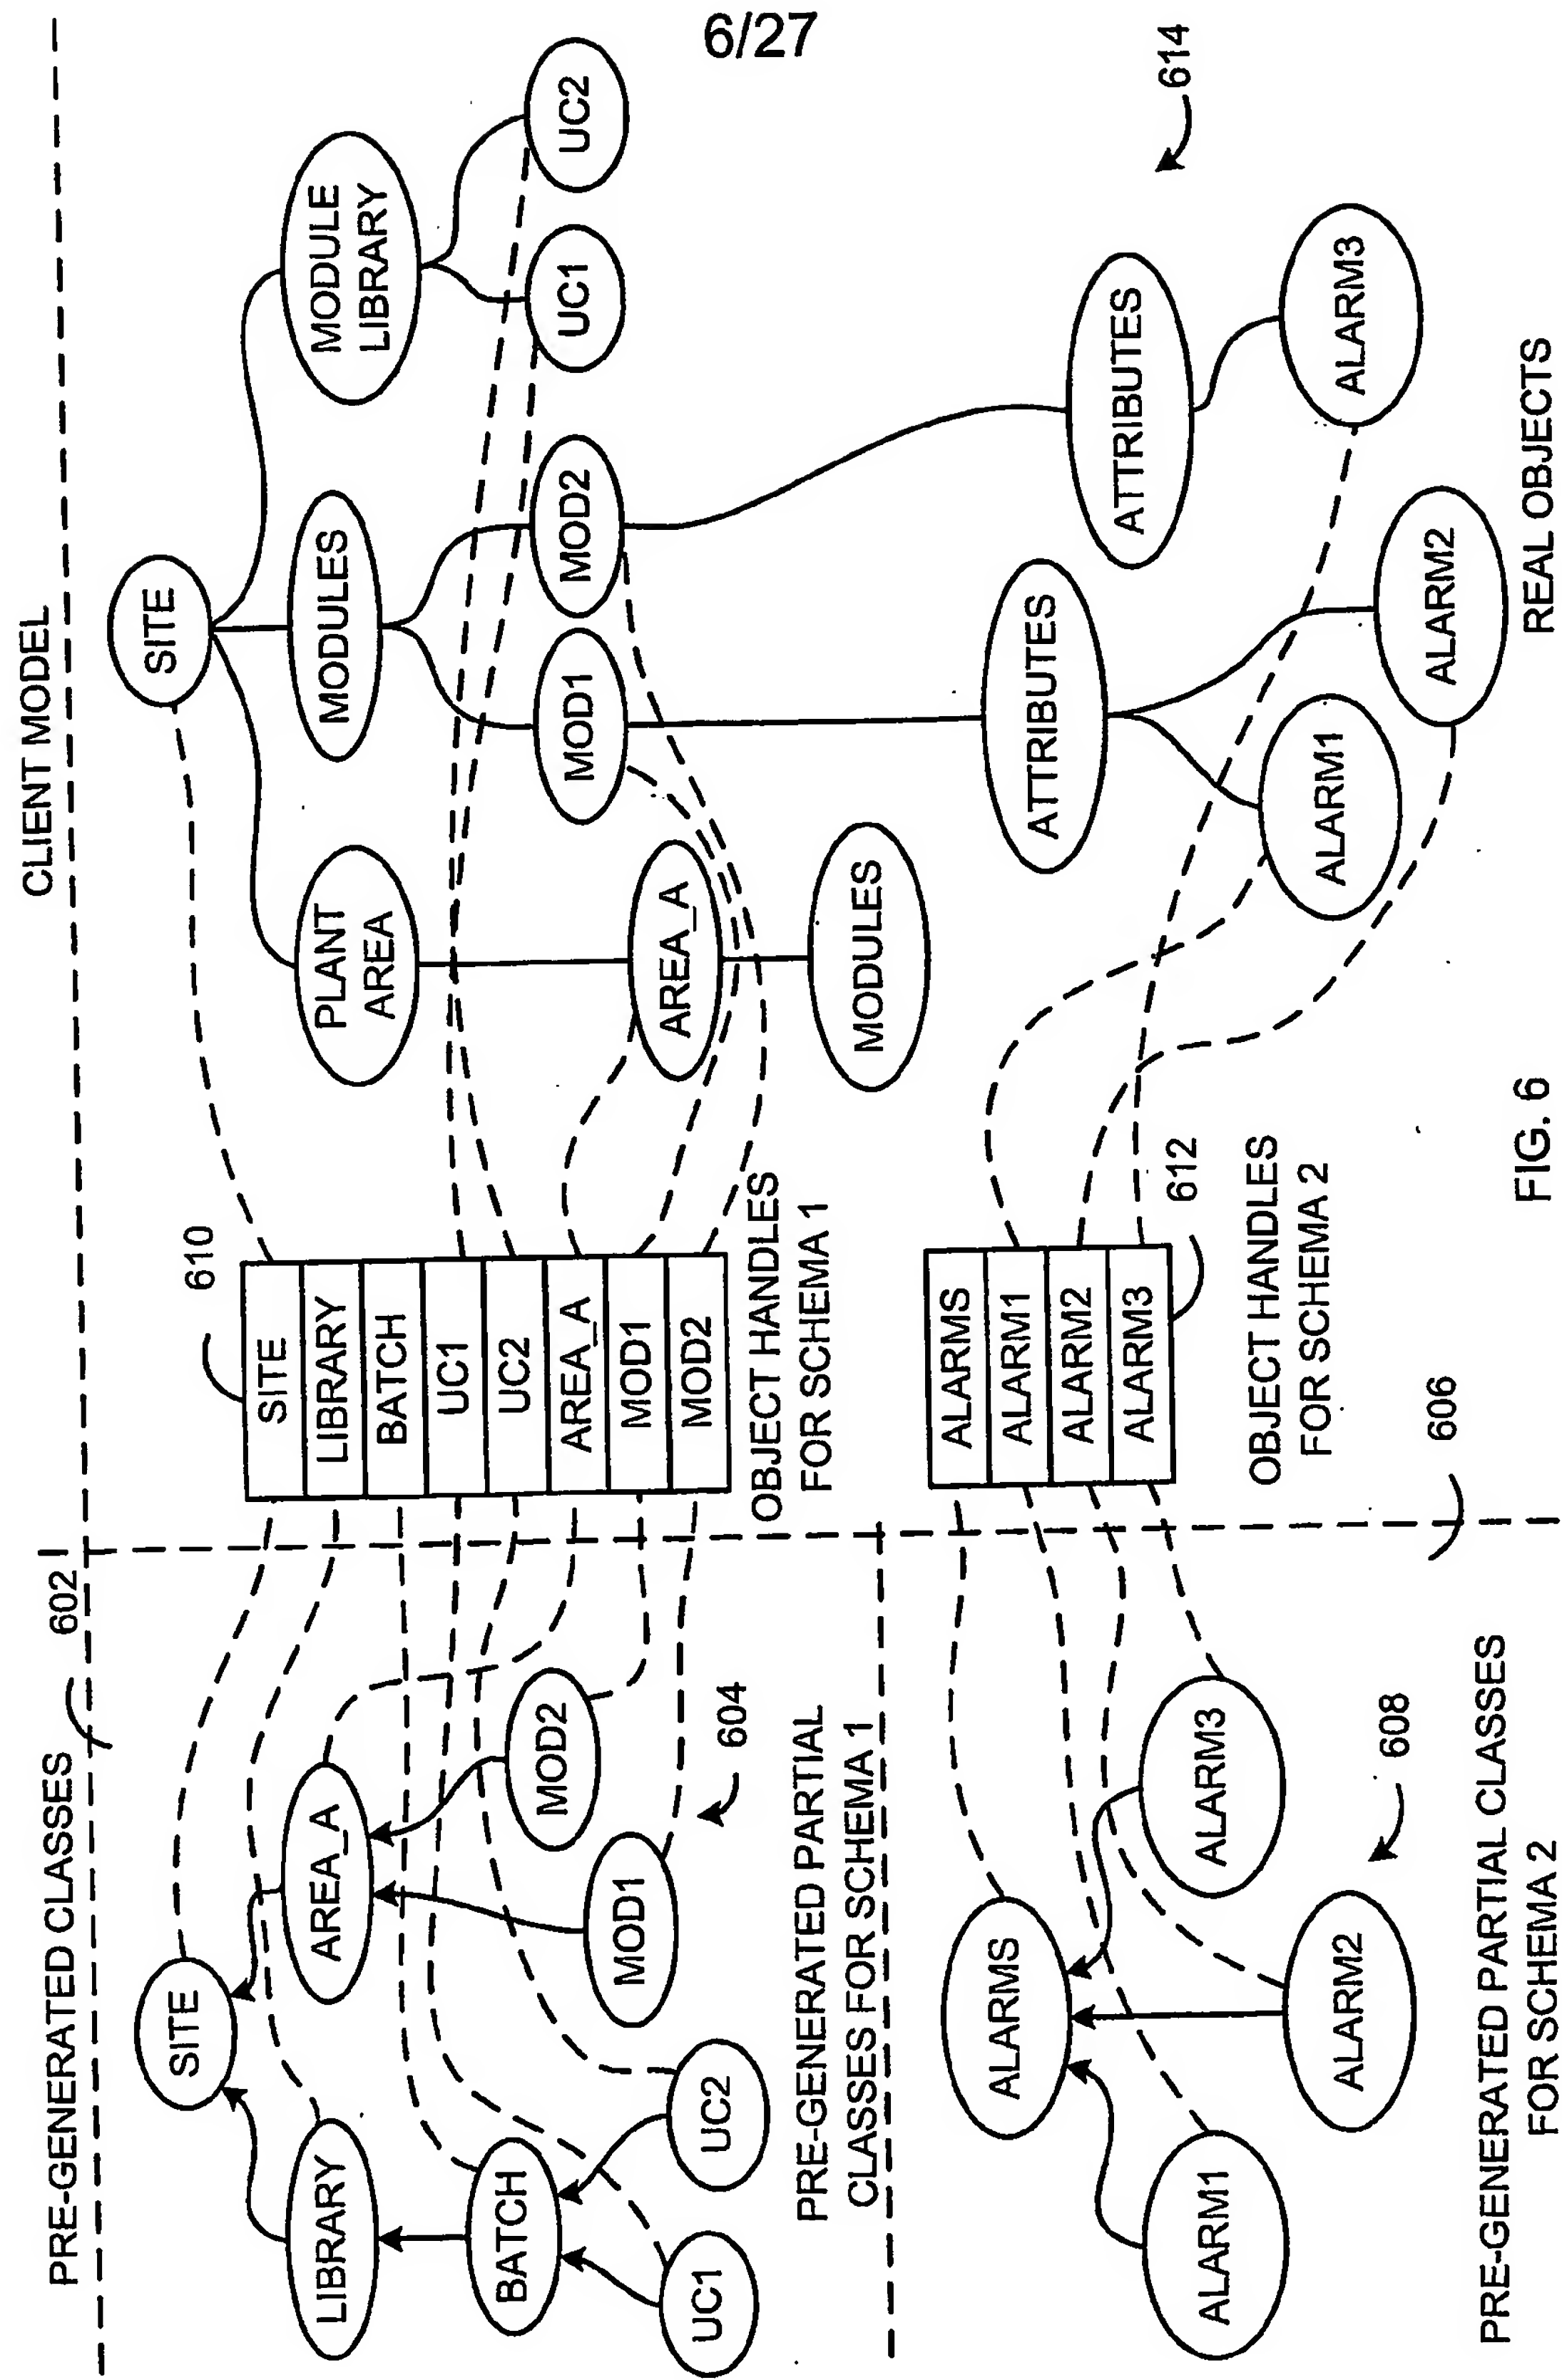 6/27
PRE-GENERATED CLASSES
602
CLIENT MODEL
SITE
LIBRARY
AREA_A
BATCH
MOD2
MOD1
UC1
UC2
604
PRE-GENERATED PARTIAL
CLASSES FOR SCHEMA 1
610
SITE
LIBRARY
BATCH
UC1
UC2
AREA_A
MOD1
MOD2
OBJECT HANDLES
FOR SCHEMA 1
SITE
PLANT
AREA
MODULES
MODULE
LIBRARY
AREA_A
MOD1
MOD2
UC1
UC2
MODULES
ALARMS
ALARM1
ALARM2
ALARM3
608
PRE-GENERATED PARTIAL CLASSES
FOR SCHEMA 2
606
ALARMS
ALARM1
ALARM2
ALARM3
612
OBJECT HANDLES
FOR SCHEMA 2
ATTRIBUTES
ATTRIBUTES
ALARM1
ALARM2
ALARM3
614
REAL OBJECTS
FIG. 6